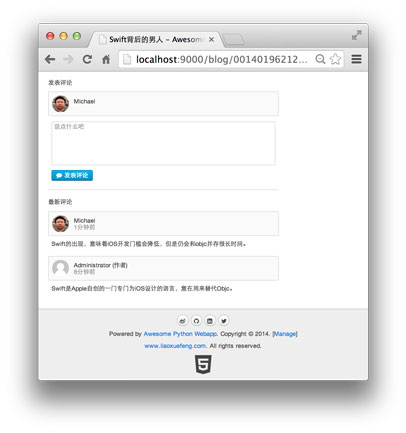 Swift背后的男人 - Awesome
localhost:9000/blog/00140196212...
发表评论
Michael
说点什么吧
发表评论
最新评论
Michael
1分钟前
Swift的出现，意味着iOS开发门槛会降低，但是仍会和objc并存很长时间。
Administrator (作者)
8分钟前
Swift是Apple自创的一门专门为iOS设计的语言，意在用来替代Objc。
Powered by Awesome Python Webapp. Copyright © 2014. [Manage]
www.liaoxuefeng.com. All rights reserved.